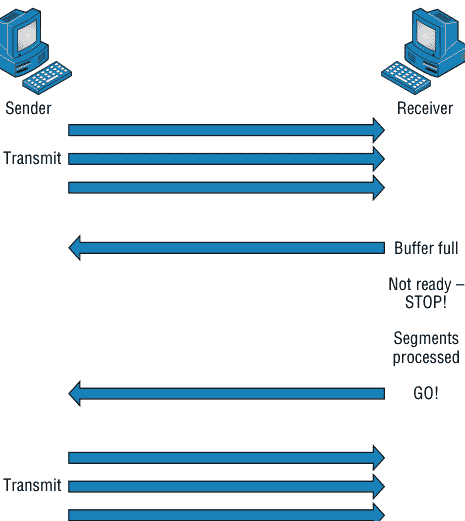 Sender
Receiver
Transmit
Buffer full
Not ready –
STOP!
Segments
processed
GO!
Transmit